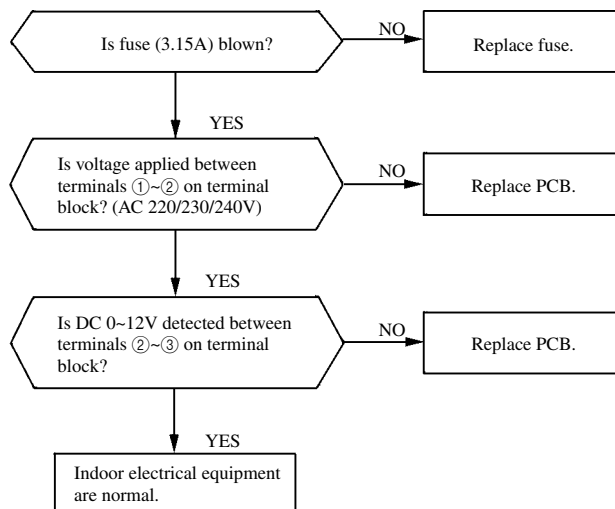 Is fuse (3.15A) blown?
NO
Replace fuse.
YES
Is voltage applied between
terminals ①~② on terminal
block? (AC 220/230/240V)
NO
Replace PCB.
YES
Is DC 0~12V detected between
terminals ②~③ on terminal
block?
NO
Replace PCB.
YES
Indoor electrical equipment
are normal.